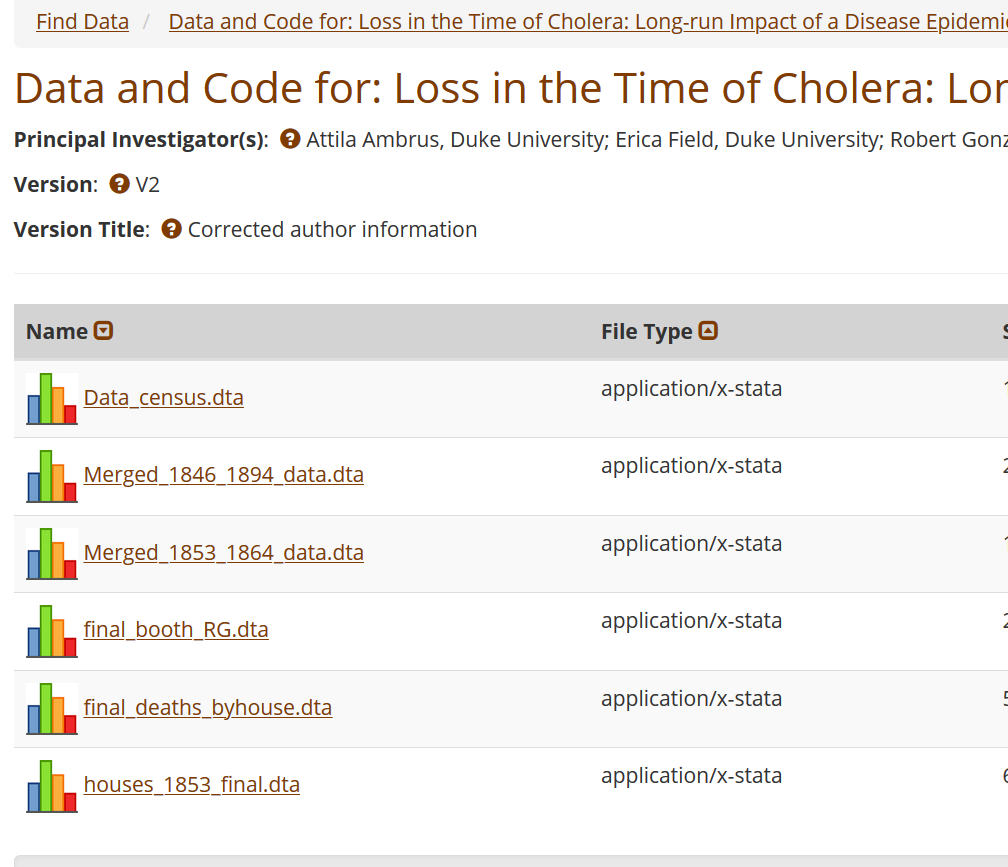 Find Data / Data and Code for: Loss in the Time of Cholera: Long-run Impact of a Disease Epidemic
Data and Code for: Loss in the Time of Cholera: Lon
Principal Investigator(s): Attila Ambrus, Duke University; Erica Field, Duke University; Robert Gonz
Version: V2
Version Title: Corrected author information
Name File Type
Data_census.dta application/x-stata
Merged_1846_1894_data.dta application/x-stata
Merged_1853_1864_data.dta application/x-stata
final_booth_RG.dta application/x-stata
final_deaths_byhouse.dta application/x-stata
houses_1853_final.dta application/x-stata